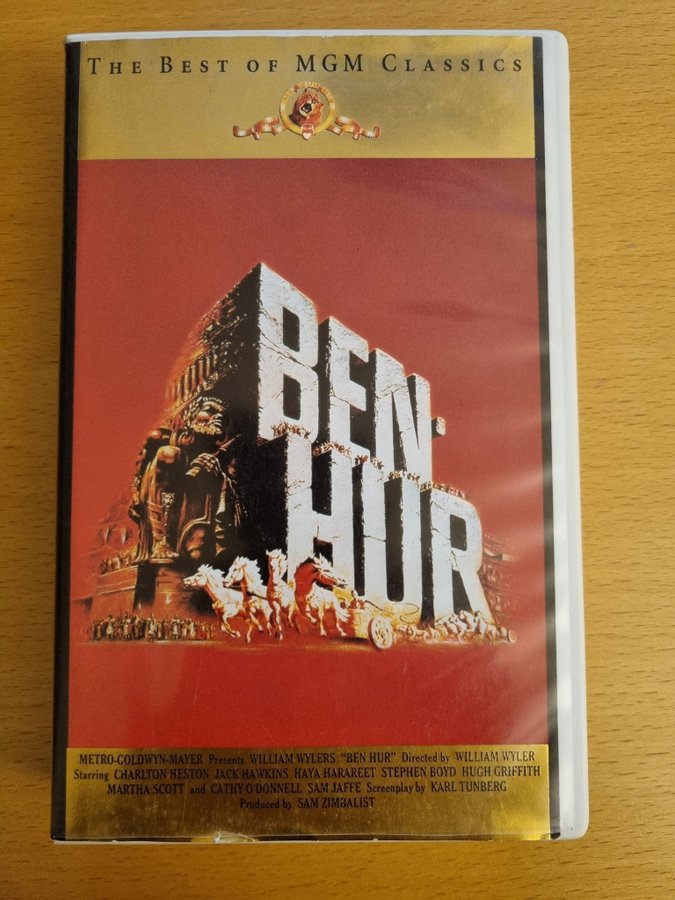 THE BEST OF MGM CLASSICS
BEN-
HUR
METRO-GOLDWYN-MAYER Presents WILLIAM WYLERS "BEN HUR" Directed by WILLIAM WYLER
Starring CHARLTON HESTON JACK HAWKINS HAYA HARAREET STEPHEN BOYD HUGH GRIFFITH
MARTHA SCOTT and CATHY O'DONNELL SAM JAFFE Screenplay by KARL TUNBERG
Produced by SAM ZIMBALIST